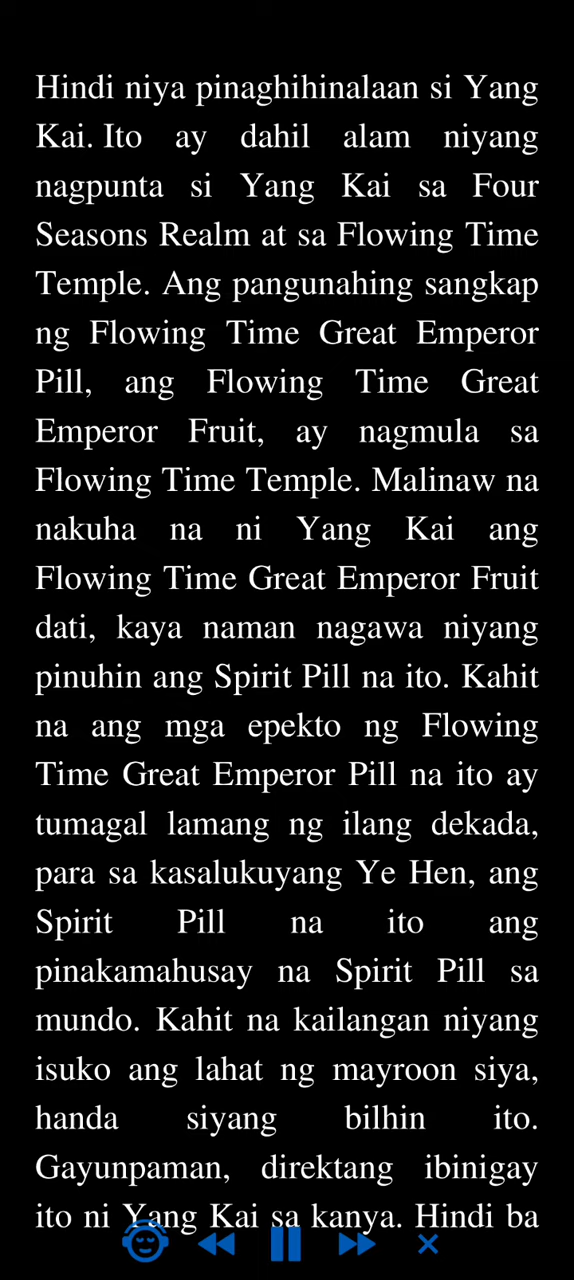 Hindi niya pinaghihinalaan si Yang
Kai. Ito ay dahil alam niyang
nagpunta si Yang Kai sa Four
Seasons Realm at sa Flowing Time
Temple. Ang pangunahing sangkap
ng Flowing Time Great Emperor
Pill, ang Flowing Time Great
Emperor Fruit, ay nagmula sa
Flowing Time Temple. Malinaw na
nakuha na ni Yang Kai ang
Flowing Time Great Emperor Fruit
dati, kaya naman nagawa niyang
pinuhin ang Spirit Pill na ito. Kahit
na ang mga epekto ng Flowing
Time Great Emperor Pill na ito ay
tumagal lamang ng ilang dekada,
para sa kasalukuyang Ye Hen, ang
Spirit Pill na ito ang
pinakamahusay na Spirit Pill sa
mundo. Kahit na kailangan niyang
isuko ang lahat ng mayroon siya,
handa siyang bilhin ito.
Gayunpaman, direktang ibinigay
ito ni Yang Kai sa kanya. Hindi ba